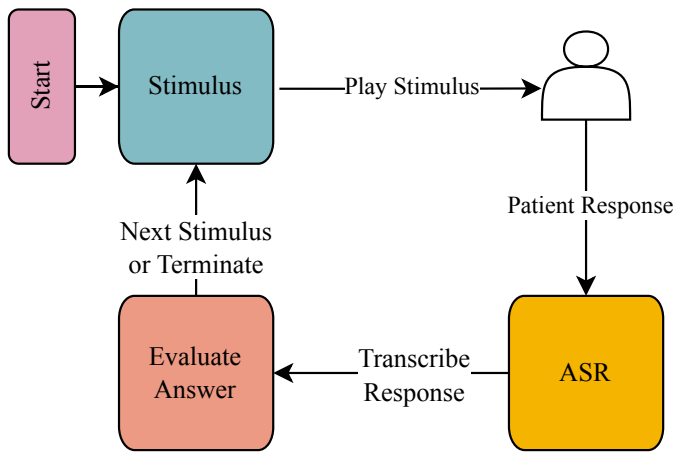 Start
Stimulus
Play Stimulus
Patient Response
Next Stimulus
or Terminate
Evaluate
Answer
Transcribe
Response
ASR